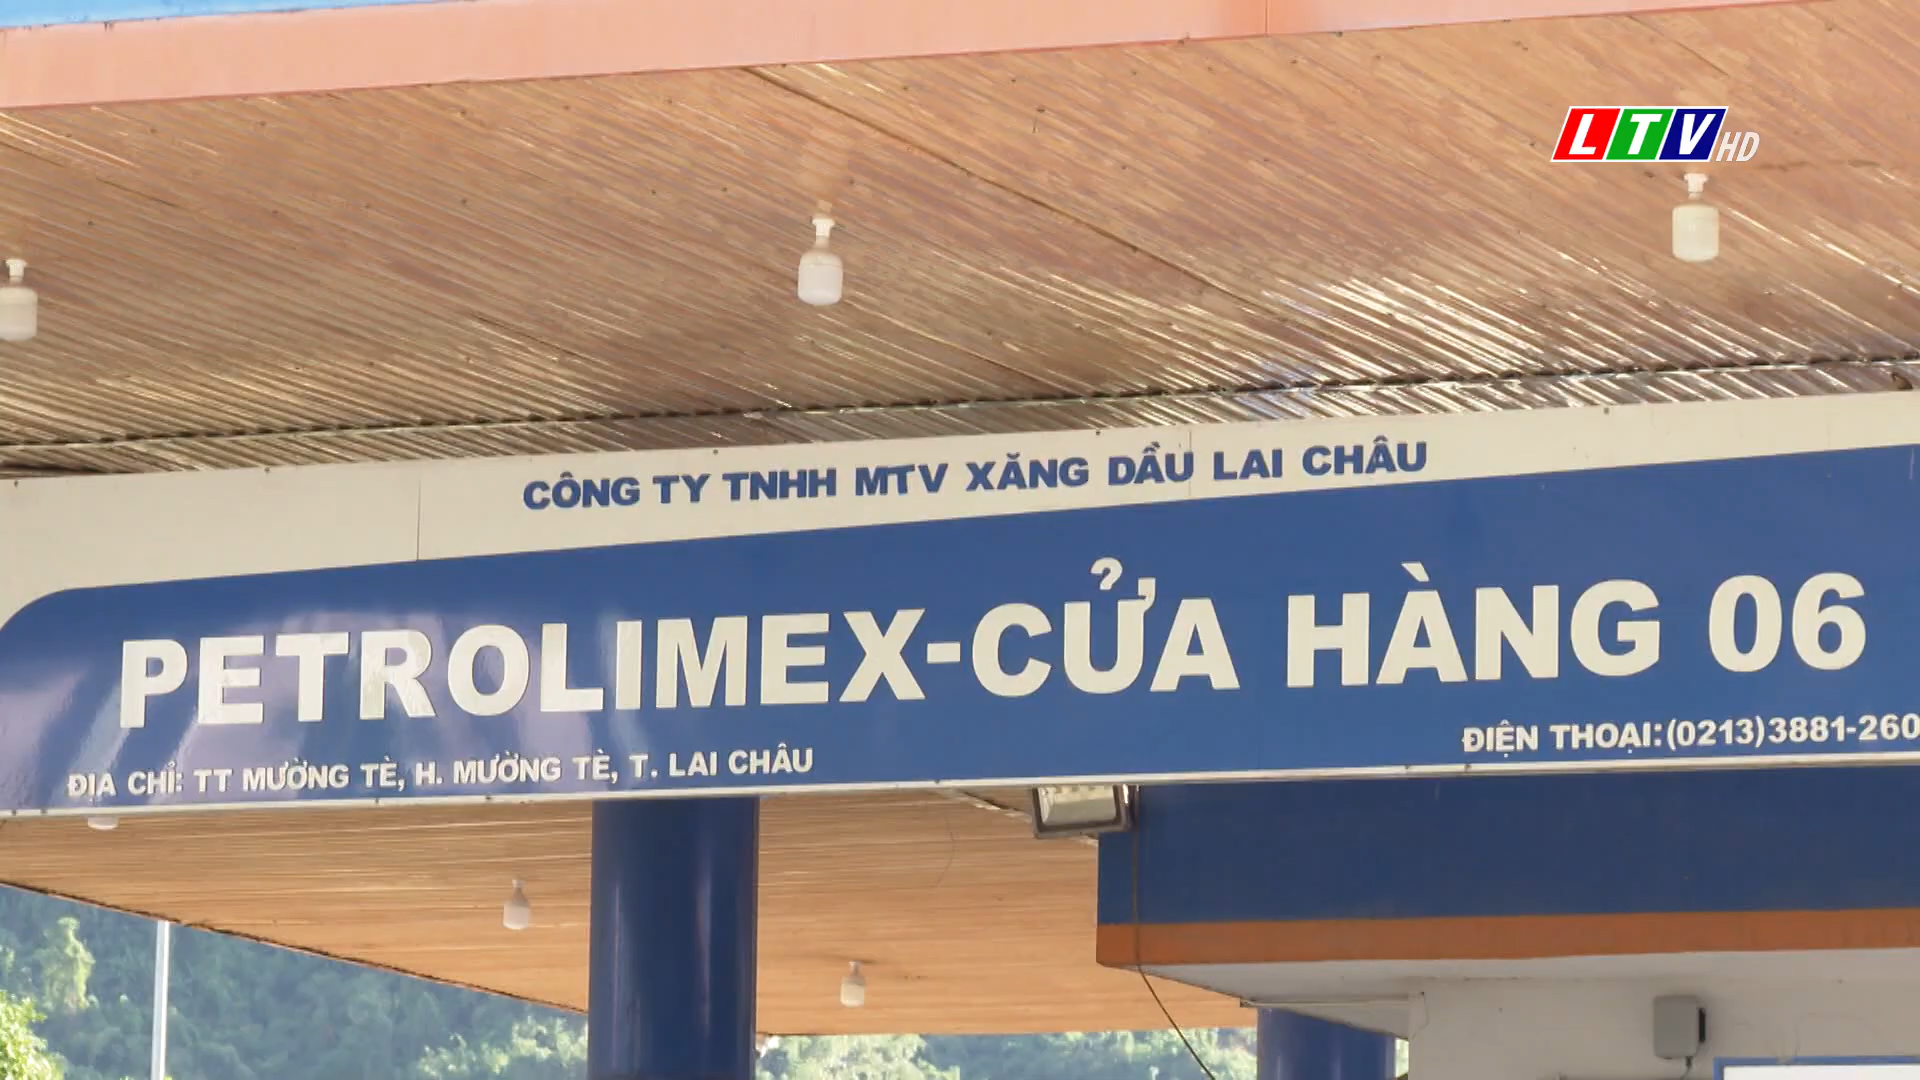 LTV HD
CÔNG TY TNHH MTV XĂNG DẦU LAI CHÂU
PETROLIMEX-CỬA HÀNG 06
ĐIỆN THOẠI:(0213)3881-260
ĐỊA CHỈ: TT MƯỜNG TÈ, H. MƯỜNG TÈ, T. LAI CHÂU